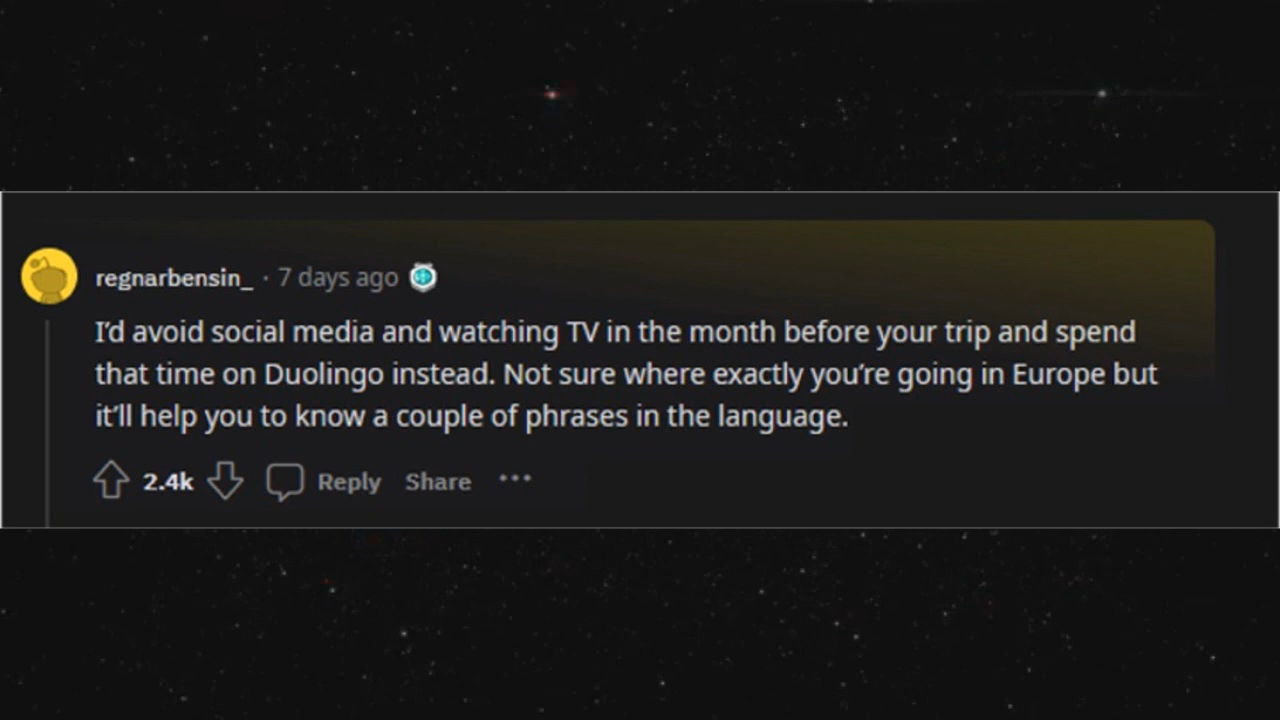 regnarbensin_ · 7 days ago
I'd avoid social media and watching TV in the month before your trip and spend
that time on Duolingo instead. Not sure where exactly you're going in Europe but
it'll help you to know a couple of phrases in the language.
2.4k Reply Share ···